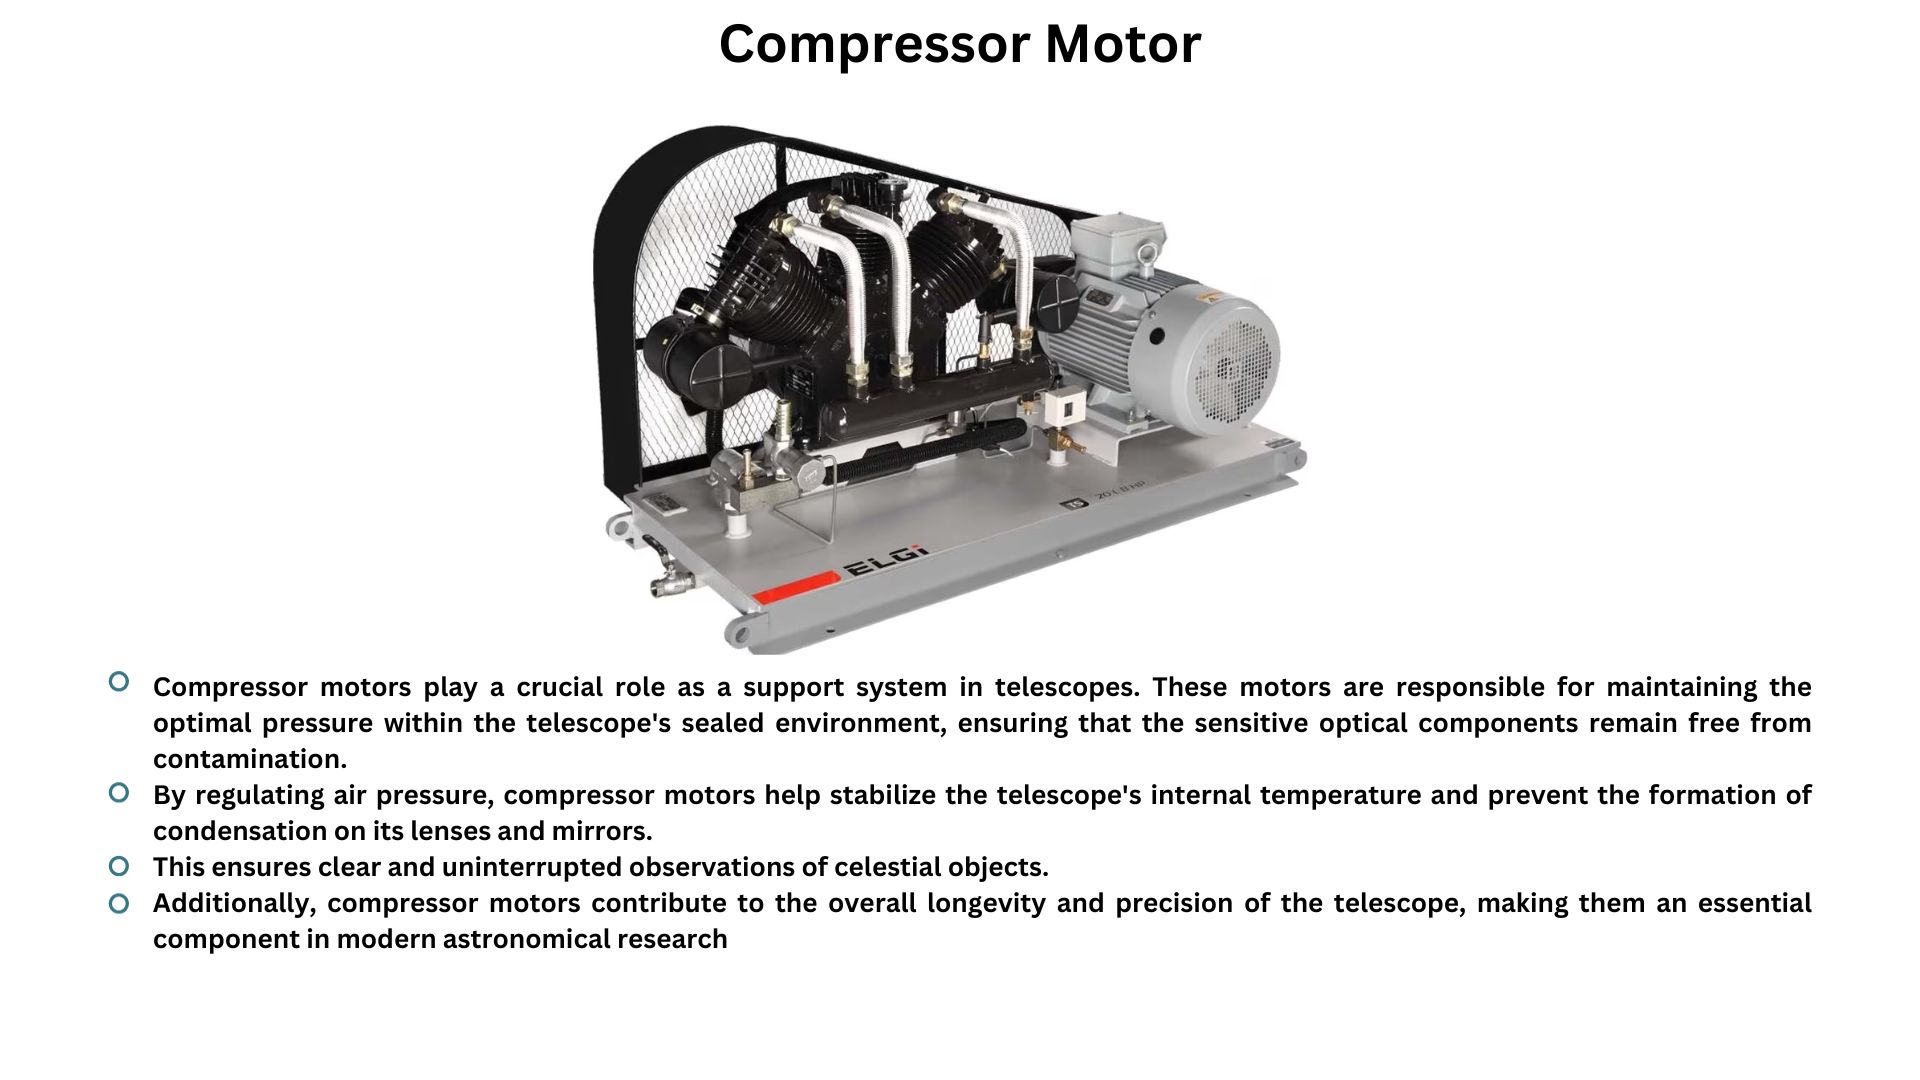 Compressor Motor
ELGi
Compressor motors play a crucial role as a support system in telescopes. These motors are responsible for maintaining the
optimal pressure within the telescope's sealed environment, ensuring that the sensitive optical components remain free from
contamination.
By regulating air pressure, compressor motors help stabilize the telescope's internal temperature and prevent the formation of
condensation on its lenses and mirrors.
This ensures clear and uninterrupted observations of celestial objects.
Additionally, compressor motors contribute to the overall longevity and precision of the telescope, making them an essential
component in modern astronomical research